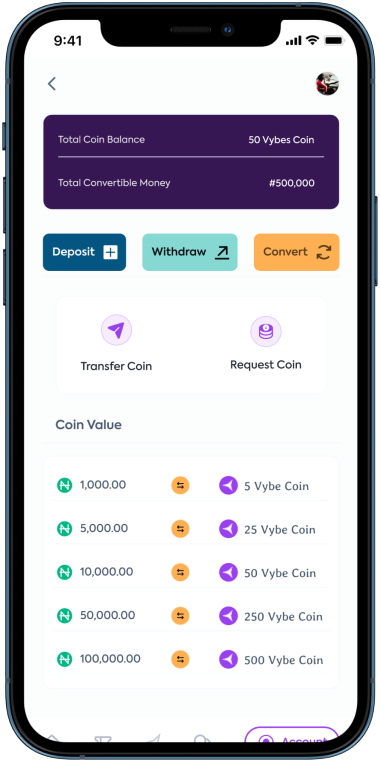 9:41
Total Coin Balance 50 Vybes Coin
Total Convertible Money #500,000
Deposit Withdraw Convert
Transfer Coin Request Coin
Coin Value
1,000.00 5 Vybe Coin
5,000.00 25 Vybe Coin
10,000.00 50 Vybe Coin
50,000.00 250 Vybe Coin
100,000.00 500 Vybe Coin
Account